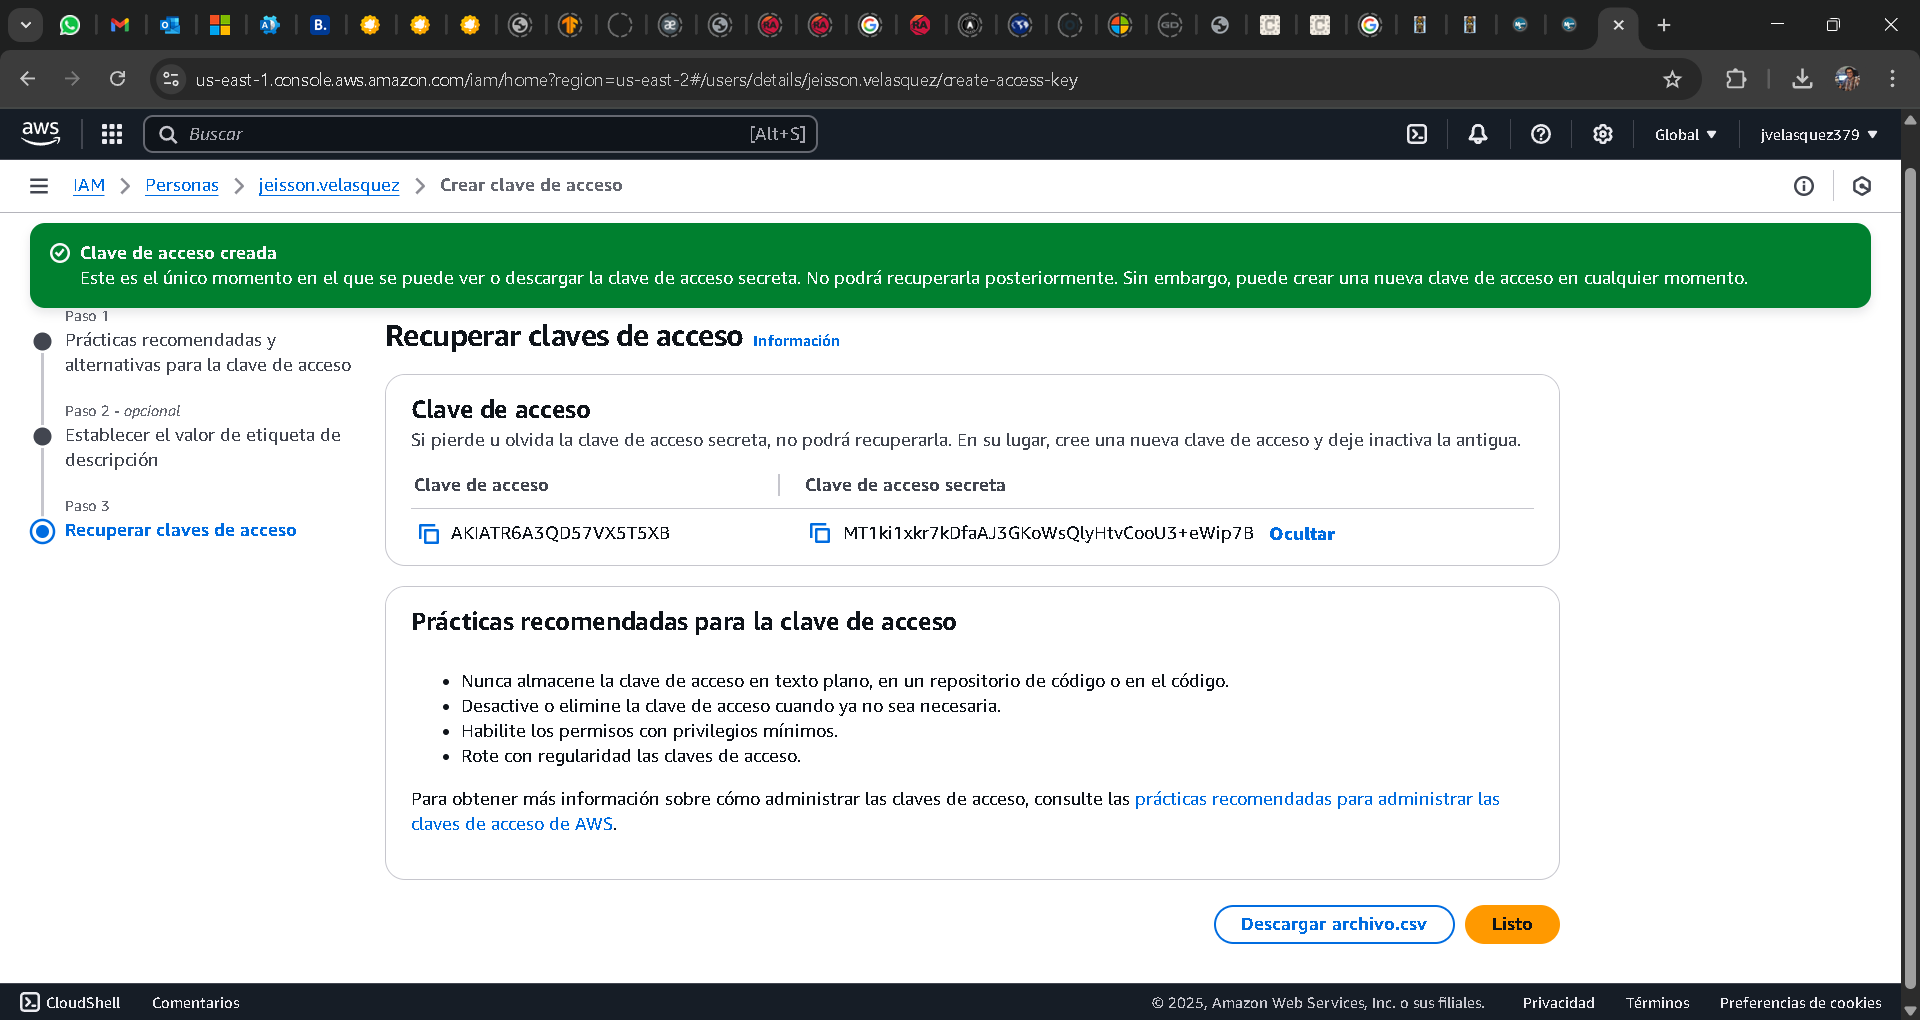 us-east-1.console.aws.amazon.com/iam/home?region=us-east-2#/users/details/jeisson.velasquez/create-access-key
aws
Buscar [Alt+S]
Global
jvelasquez379
IAM > Personas > jeisson.velasquez > Crear clave de acceso
Clave de acceso creada
Este es el único momento en el que se puede ver o descargar la clave de acceso secreta. No podrá recuperarla posteriormente. Sin embargo, puede crear una nueva clave de acceso en cualquier momento.
Paso 1
Prácticas recomendadas y
alternativas para la clave de acceso
Paso 2 - opcional
Establecer el valor de etiqueta de
descripción
Paso 3
Recuperar claves de acceso
Recuperar claves de acceso Información
Clave de acceso
Si pierde u olvida la clave de acceso secreta, no podrá recuperarla. En su lugar, cree una nueva clave de acceso y deje inactiva la antigua.
Clave de acceso | Clave de acceso secreta
AKIATR6A3QD57VX5T5XB MT1ki1xkr7kDfaAJ3GKoWsQlyHtvCooU3+eWip7B Ocultar
Prácticas recomendadas para la clave de acceso
• Nunca almacene la clave de acceso en texto plano, en un repositorio de código o en el código.
• Desactive o elimine la clave de acceso cuando ya no sea necesaria.
• Habilite los permisos con privilegios mínimos.
• Rote con regularidad las claves de acceso.
Para obtener más información sobre cómo administrar las claves de acceso, consulte las prácticas recomendadas para administrar las
claves de acceso de AWS.
Descargar archivo.csv
Listo
CloudShell
Comentarios
© 2025, Amazon Web Services, Inc. o sus filiales.
Privacidad
Términos
Preferencias de cookies